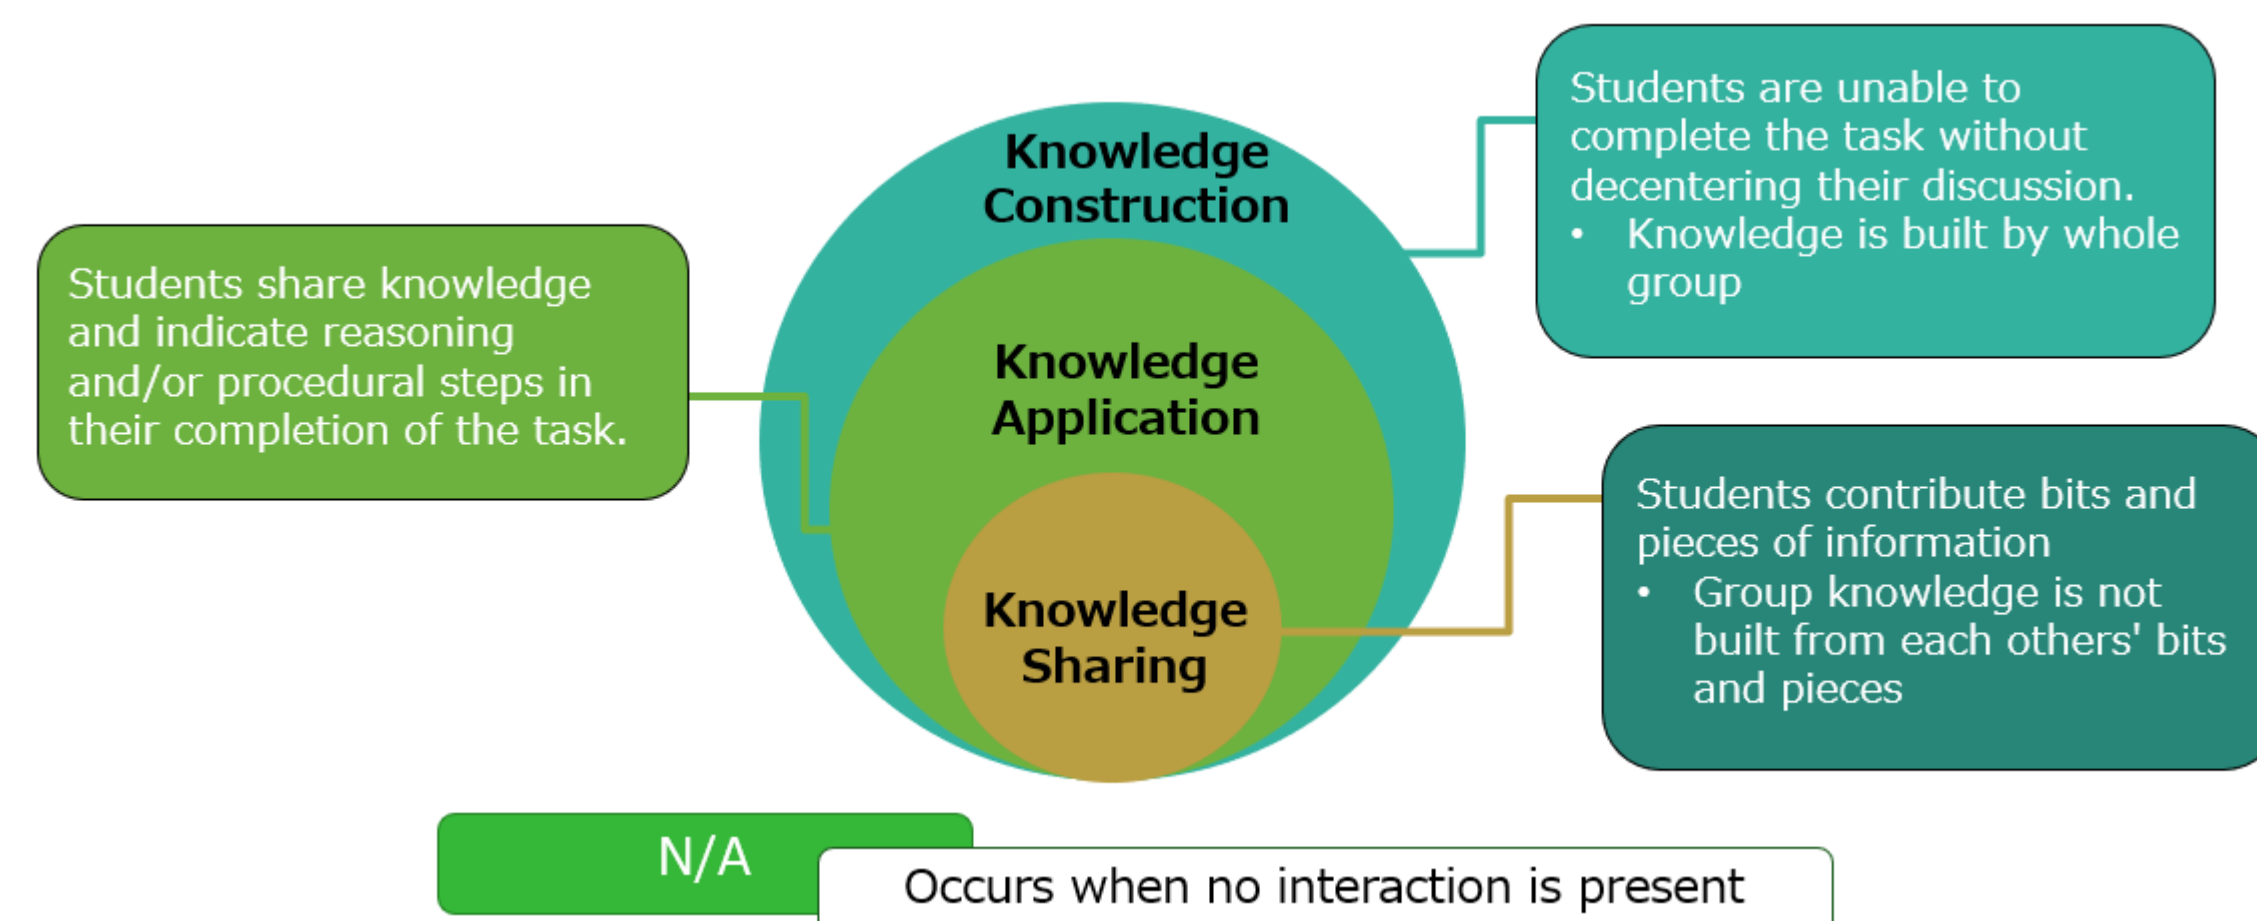 Knowledge
Construction
Knowledge
Application
Knowledge
Sharing
Students share knowledge
and indicate reasoning
and/or procedural steps in
their completion of the task.
Students are unable to
complete the task without
decentering their discussion.
• Knowledge is built by whole
group
Students contribute bits and
pieces of information
• Group knowledge is not
built from each others' bits
and pieces
N/A
Occurs when no interaction is present